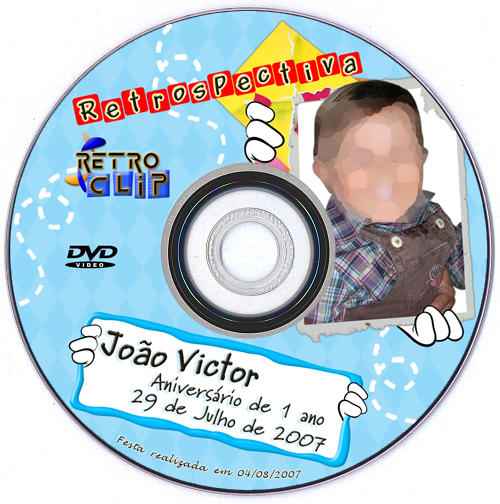 RetrosPectiva
RETRO
CLiP
DVD
VIDEO
João Victor
Aniversário de 1 ano
29 de Julho de 2007
Festa realizada em 04/08/2007